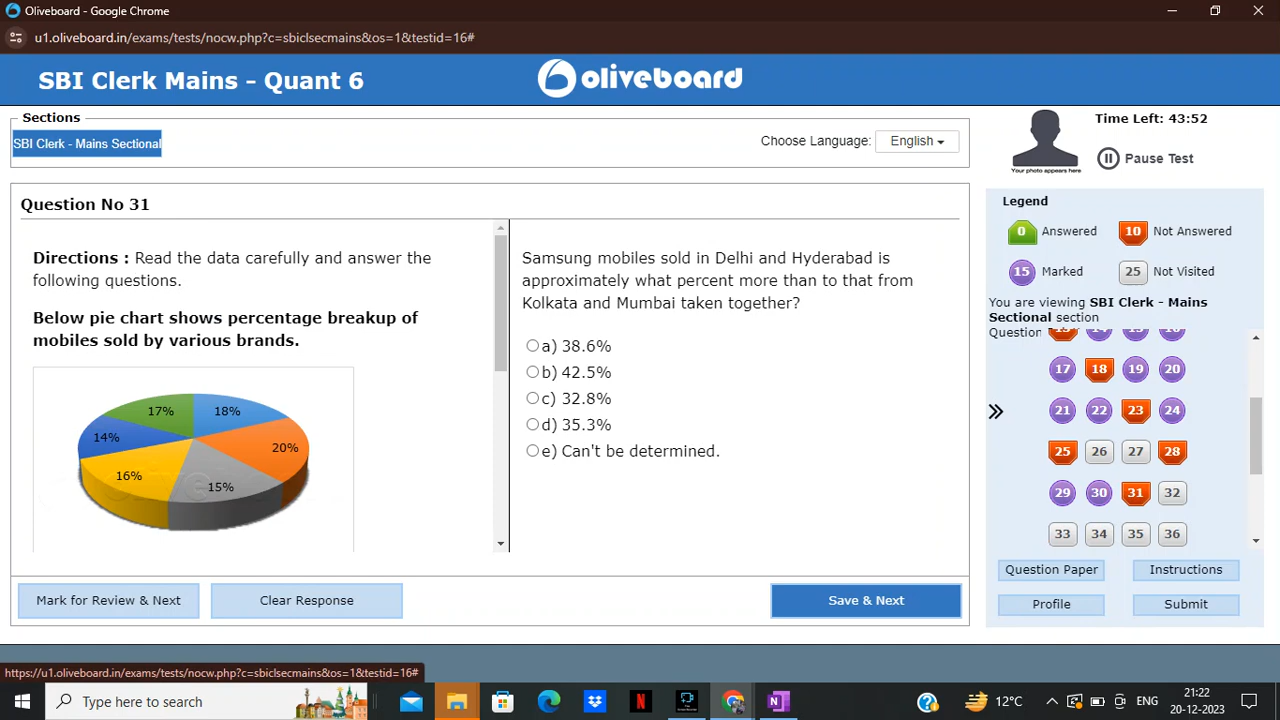 Oliveboard - Google Chrome
u1.oliveboard.in/exams/tests/nocw.php?c=sbiclsecmains&os=1&testid=16#
SBI Clerk Mains - Quant 6
oliveboard
Sections
SBI Clerk - Mains Sectional
Choose Language:
English
Your photo appears here
Time Left: 43:52
Pause Test
Question No 31
Directions : Read the data carefully and answer the
following questions.
Below pie chart shows percentage breakup of
mobiles sold by various brands.
17%
18%
14%
20%
16%
15%
Samsung mobiles sold in Delhi and Hyderabad is
approximately what percent more than to that from
Kolkata and Mumbai taken together?
a) 38.6%
b) 42.5%
c) 32.8%
d) 35.3%
e) Can't be determined.
Legend
0 Answered
10 Not Answered
15 Marked
25 Not Visited
You are viewing SBI Clerk - Mains
Sectional section
Question
17 18 19 20
21 22 23 24
25 26 27 28
29 30 31 32
33 34 35 36
Question Paper
Instructions
Profile
Submit
Mark for Review & Next
Clear Response
Save & Next
https://u1.oliveboard.in/exams/tests/nocw.php?c=sbiclsecmains&os=1&testid=16#
Type here to search
12°C
ENG
21:22
20-12-2023